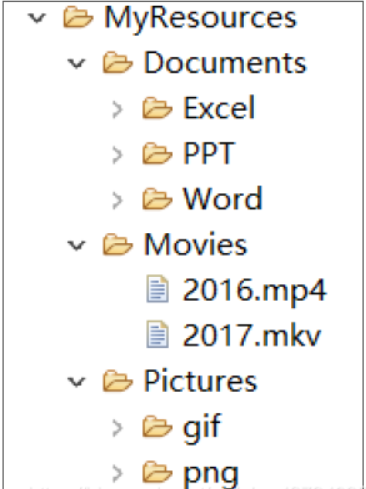 MyResources
Documents
Excel
PPT
Word
Movies
2016.mp4
2017.mkv
Pictures
gif
png